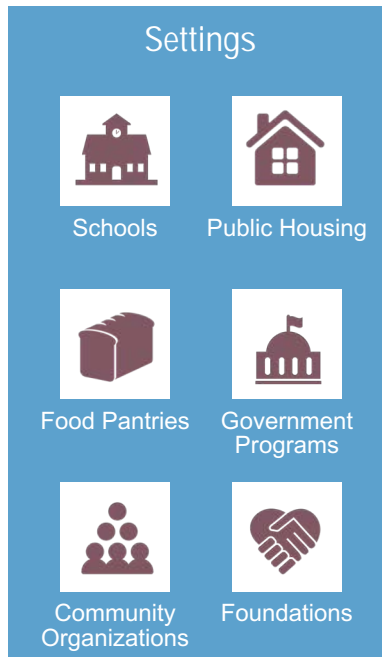 Settings
Schools
Public Housing
Food Pantries
Government
Programs
Community
Organizations
Foundations